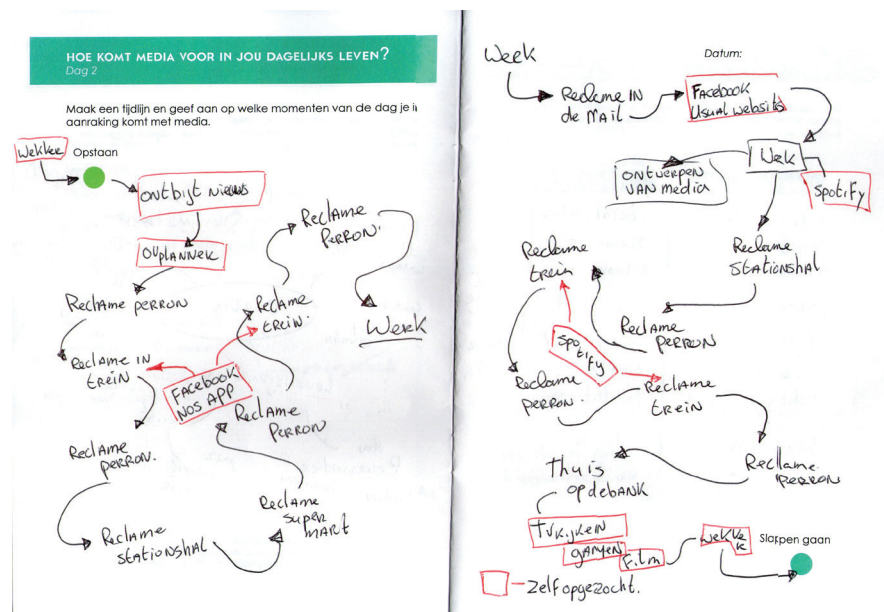 HOE KOMT MEDIA VOOR IN JOU DAGELIJKS LEVEN?
Dag 2
Maak een tijdlijn en geef aan op welke momenten van de dag je in
aanraking komt met media.
Wekker
Opstaan
ontbijt nieuws
OVplanner
Reclame perron
Reclame in
trein
Reclame
perron.
Reclame
stationshal
Reclame
super
mart
Reclame
perron
Facebook
NOS App
Reclame
trein.
Reclame
perron.
Werk
Werk
Datum:
Reclame in
de mail
Facebook
Usual websites
Werk
ontwerpen
van media
Spotify
Reclame
stationshal
Reclame
perron
Reclame
trein
Spotify
Reclame
perron.
Reclame
trein
Reclame
perron
thuis
op de bank
TV kijken
gamen
Film
wekker
Slapen gaan
- Zelf opgezocht.